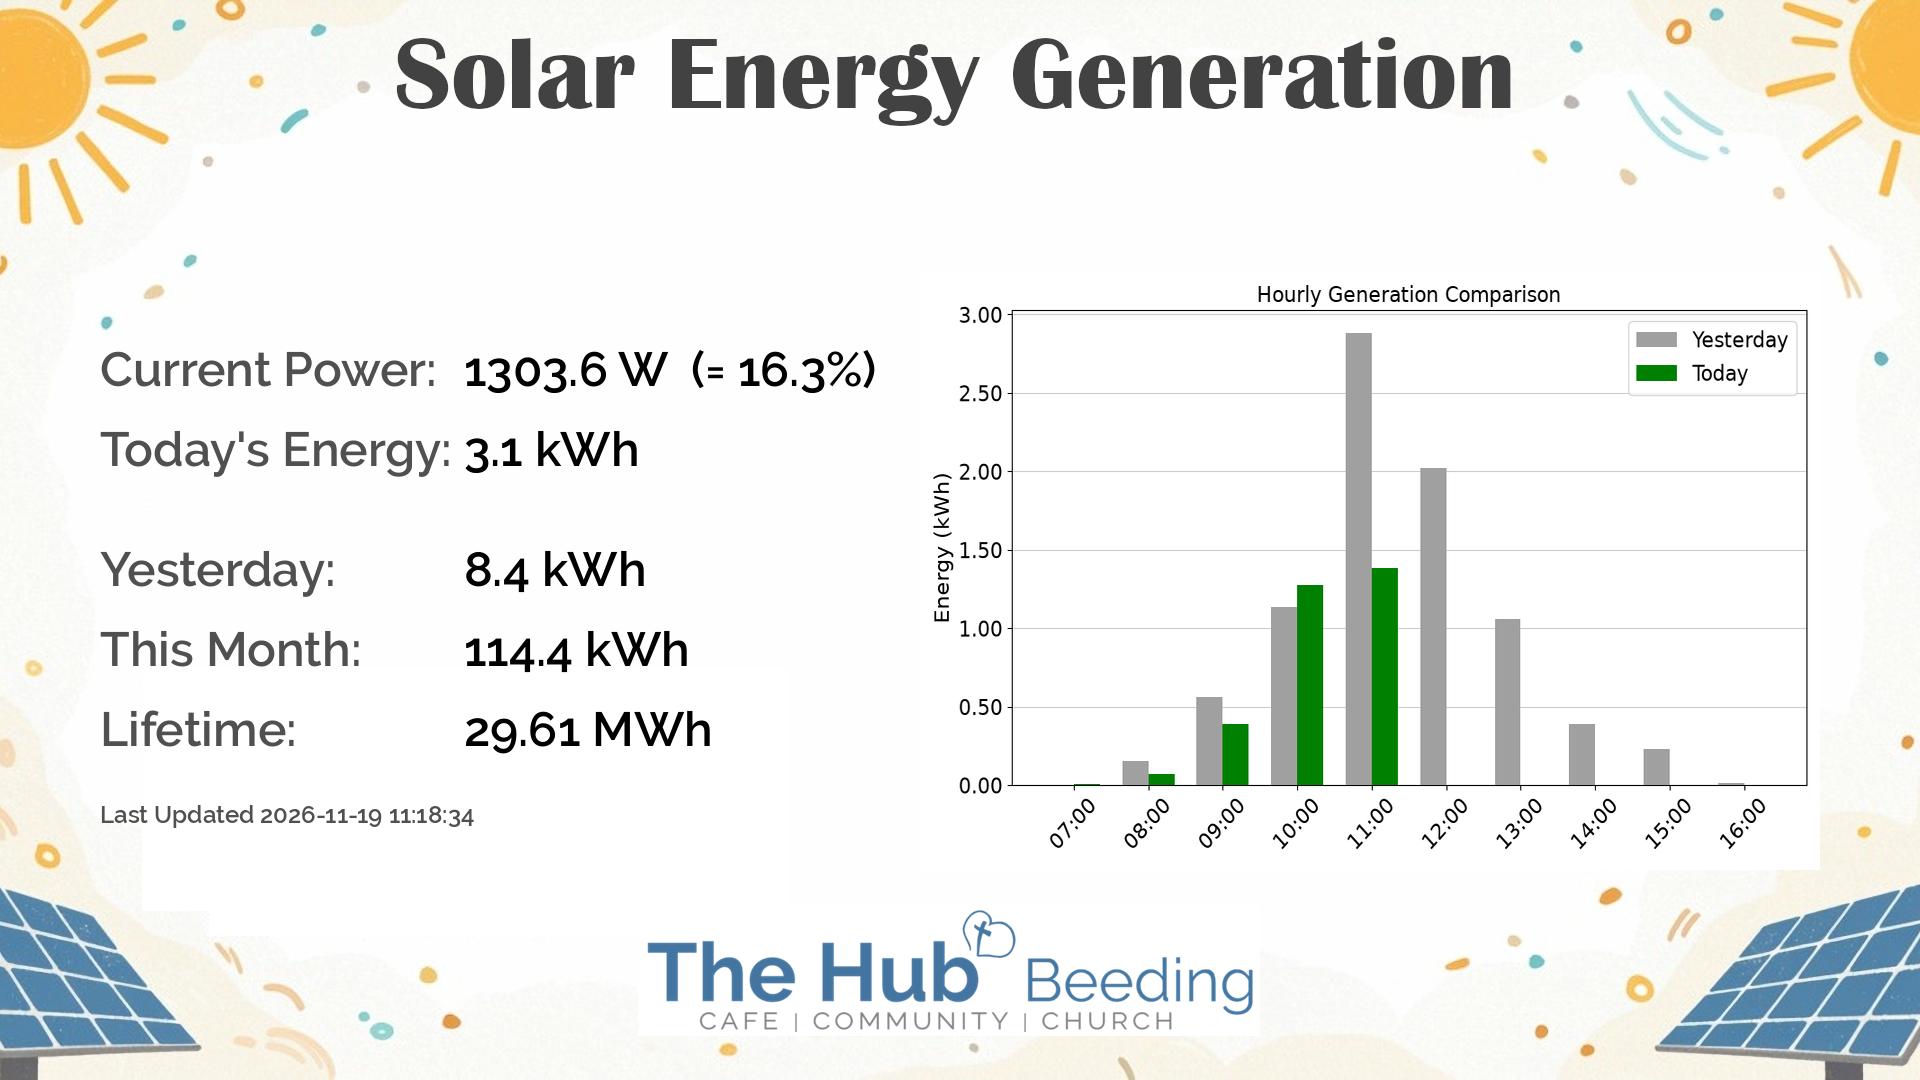 Solar Energy Generation
Current Power: 1303.6 W (= 16.3%)
Today's Energy: 3.1 kWh
Yesterday: 8.4 kWh
This Month: 114.4 kWh
Lifetime: 29.61 MWh
Last Updated 2026-11-19 11:18:34
Hourly Generation Comparison
Yesterday
Today
Energy (kWh)
3.00
2.50
2.00
1.50
1.00
0.50
0.00
07:00 08:00 09:00 10:00 11:00 12:00 13:00 14:00 15:00 16:00
The Hub Beeding
CAFE | COMMUNITY | CHURCH